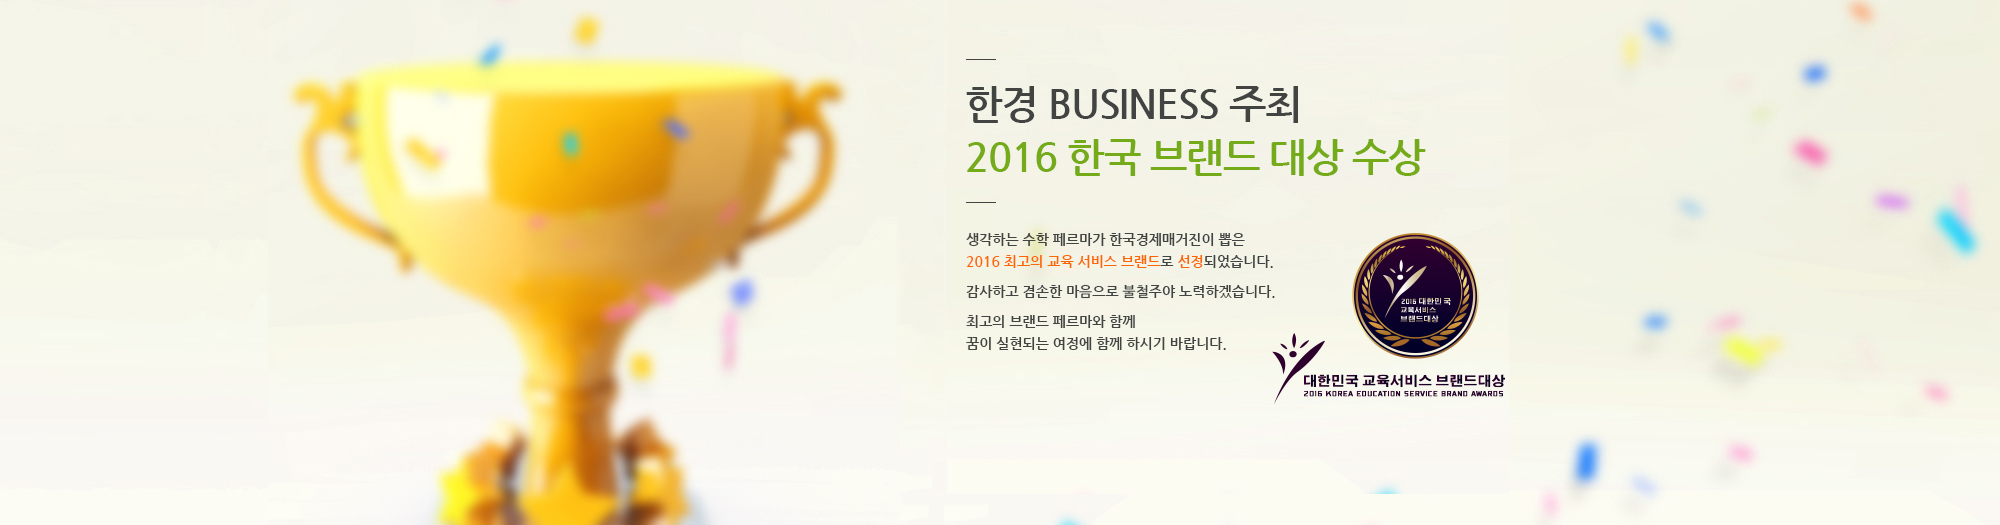 한경 BUSINESS 주최
2016 한국 브랜드 대상 수상
생각하는 수학 페르마가 한국경제매거진이 뽑은
2016 최고의 교육 서비스 브랜드로 선정되었습니다.
감사하고 겸손한 마음으로 불철주야 노력하겠습니다.
최고의 브랜드 페르마와 함께
꿈이 실현되는 여정에 함께 하시기 바랍니다.
2016 대한민국
교육서비스
브랜드대상
대한민국 교육서비스 브랜드대상
2016 KOREA EDUCATION SERVICE BRAND AWARDS